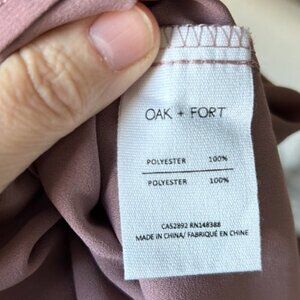 OAK + FORT
POLYESTER 100%
POLYESTER 100%
CA52892 RN148388
MADE IN CHINA/ FABRIQUÉ EN CHINE